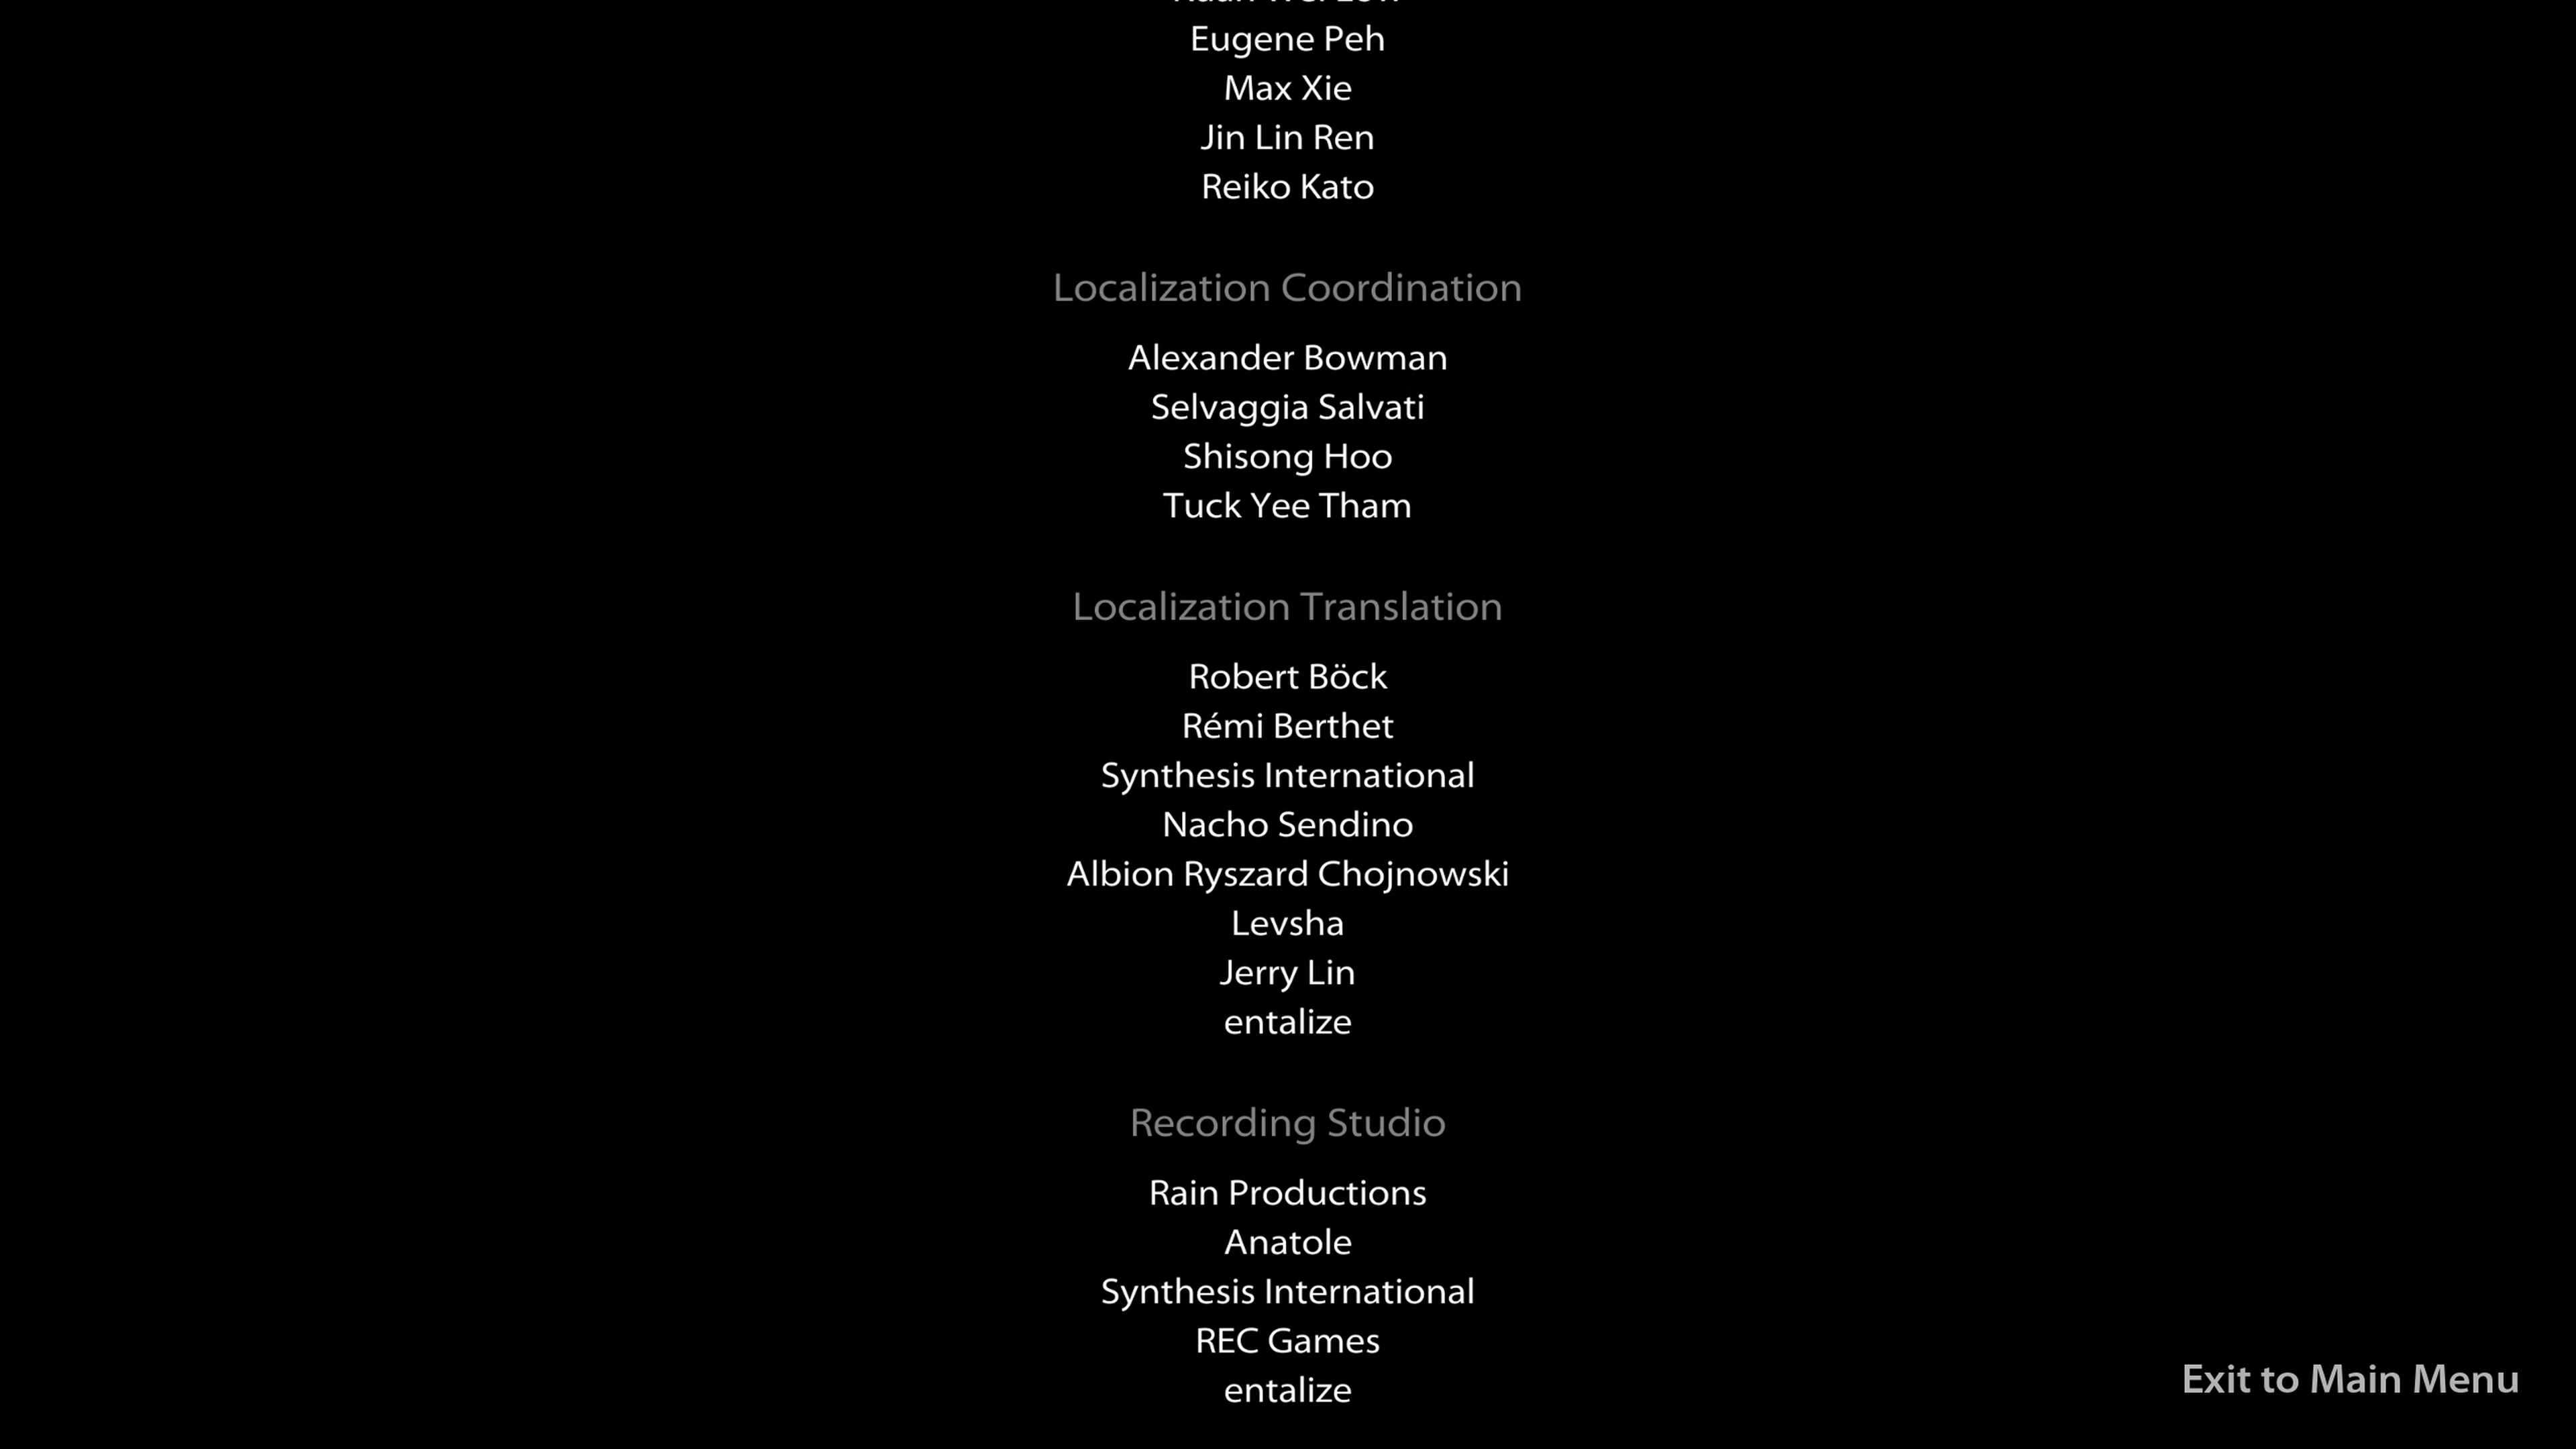 Eugene Peh
Max Xie
Jin Lin Ren
Reiko Kato
Localization Coordination
Alexander Bowman
Selvaggia Salvati
Shisong Hoo
Tuck Yee Tham
Localization Translation
Robert Böck
Rémi Berthet
Synthesis International
Nacho Sendino
Albion Ryszard Chojnowski
Levsha
Jerry Lin
entalize
Recording Studio
Rain Productions
Anatole
Synthesis International
REC Games
entalize
Exit to Main Menu